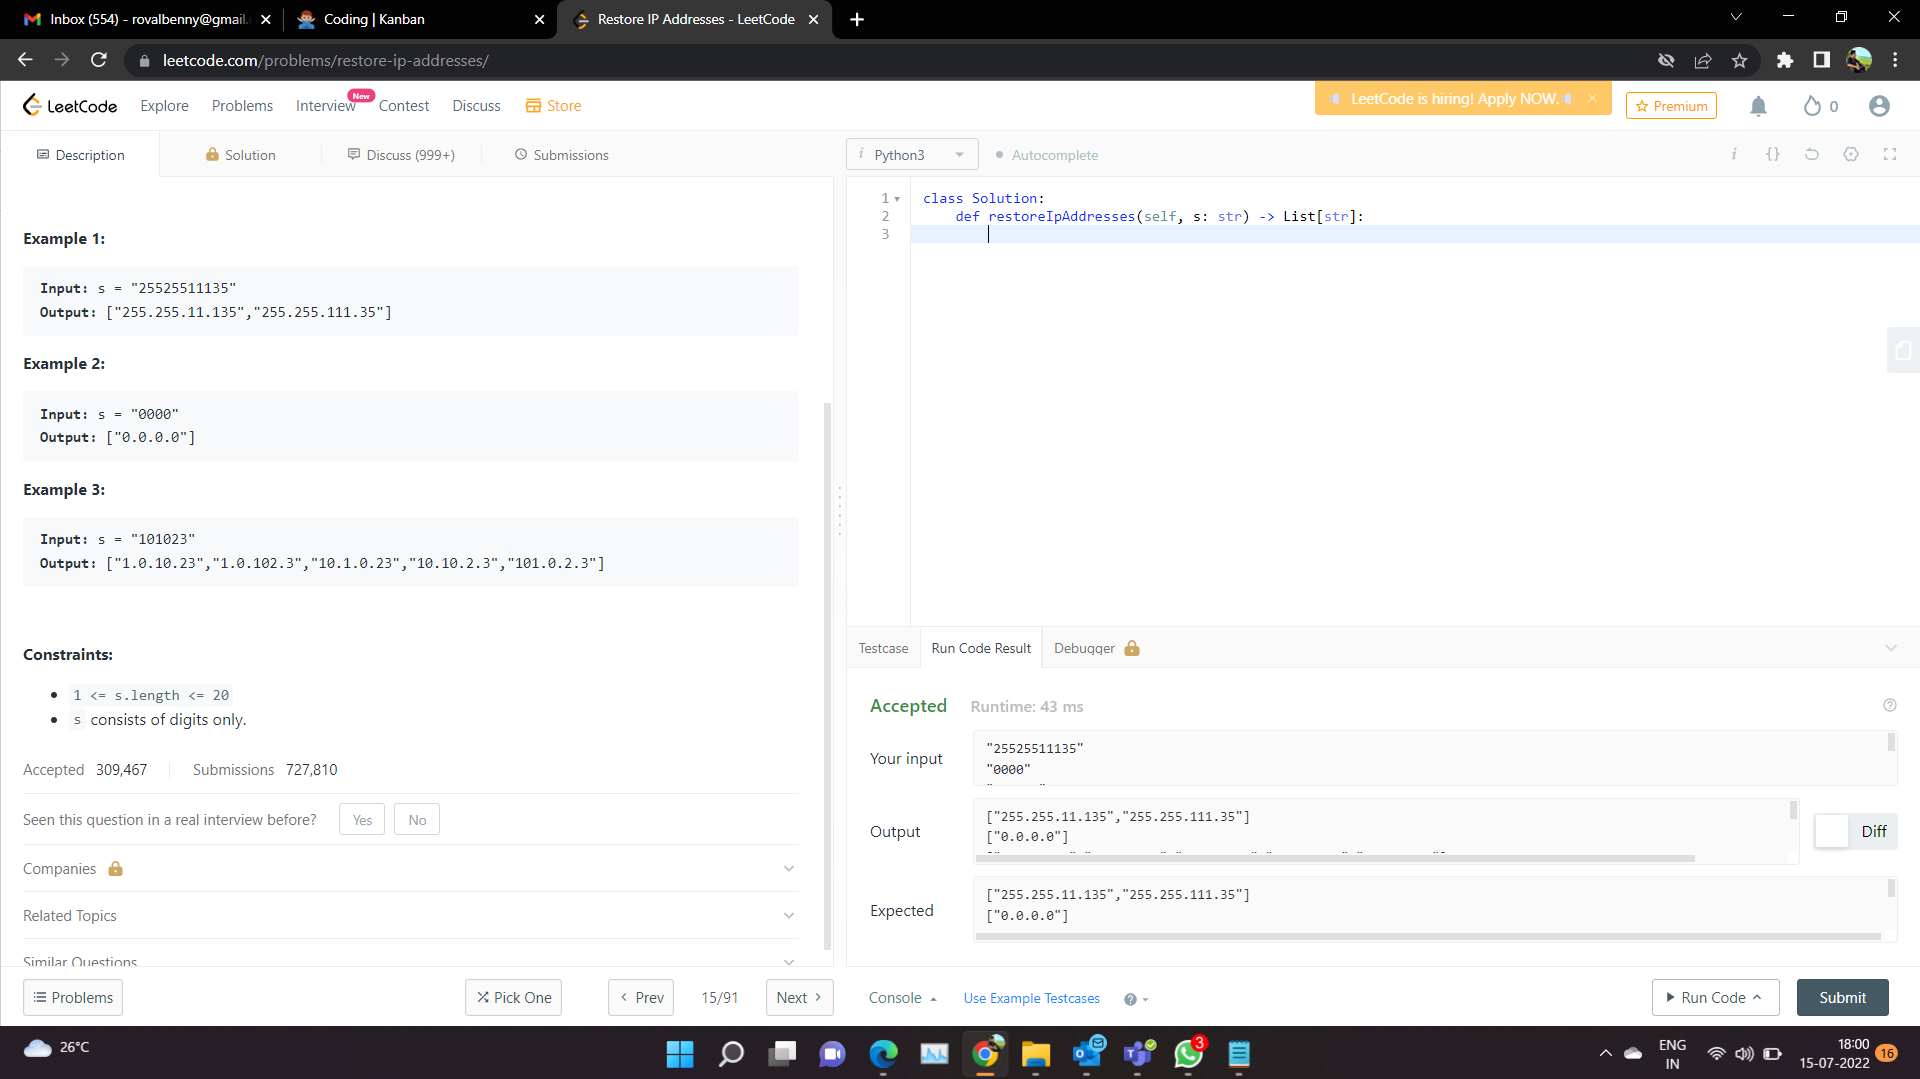 Inbox (554) - rovalbenny@gmail.
Coding | Kanban
Restore IP Addresses - LeetCode
leetcode.com/problems/restore-ip-addresses/
LeetCode
Explore
Problems
Interview
New
Contest
Discuss
Store
LeetCode is hiring! Apply NOW.
Premium
0
Description
Solution
Discuss (999+)
Submissions
Python3
Autocomplete
Example 1:
Input: s = "25525511135"
Output: ["255.255.11.135","255.255.111.35"]
Example 2:
Input: s = "0000"
Output: ["0.0.0.0"]
Example 3:
Input: s = "101023"
Output: ["1.0.10.23","1.0.102.3","10.1.0.23","10.10.2.3","101.0.2.3"]
Constraints:
1 <= s.length <= 20
s consists of digits only.
Accepted 309,467 Submissions 727,810
Seen this question in a real interview before? Yes No
Companies
Related Topics
Similar Questions
Problems
Pick One
Prev
15/91
Next
1 class Solution:
2 def restoreIpAddresses(self, s: str) -> List[str]:
3
Testcase
Run Code Result
Debugger
Accepted Runtime: 43 ms
Your input
"25525511135"
"0000"
Output
["255.255.11.135","255.255.111.35"]
["0.0.0.0"]
Diff
Expected
["255.255.11.135","255.255.111.35"]
["0.0.0.0"]
Console
Use Example Testcases
Run Code
Submit
26°C
3
ENG
IN
18:00
15-07-2022
16